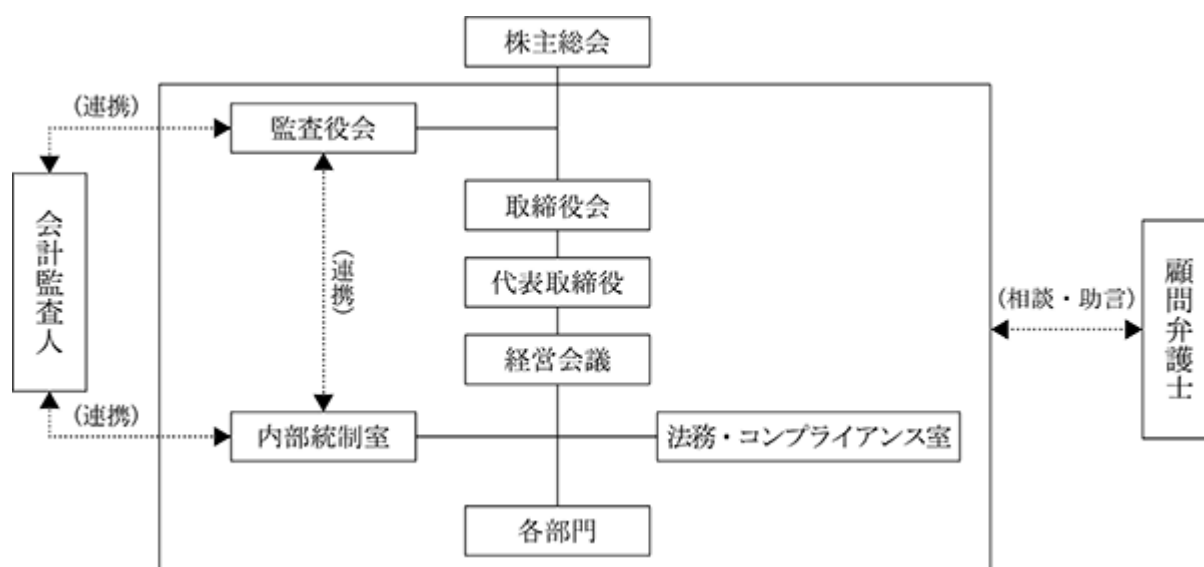 株主総会
(連携)
監査役会
取締役会
会計監査人
代表取締役
(連携)
(相談・助言)
顧問弁護士
経営会議
(連携)
内部統制室
法務・コンプライアンス室
各部門